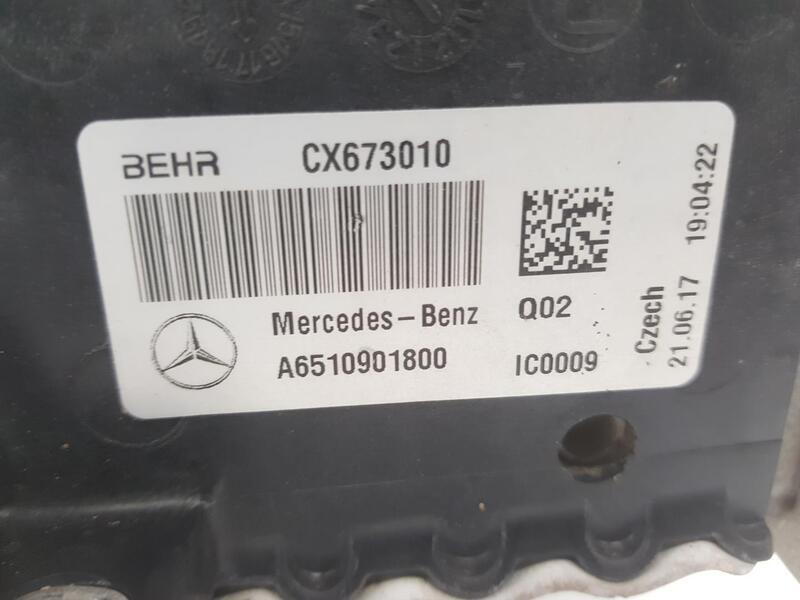 BEHR CX673010
Mercedes-Benz Q02
A6510901800 IC0009
Czech
21.06.17 19:04:22